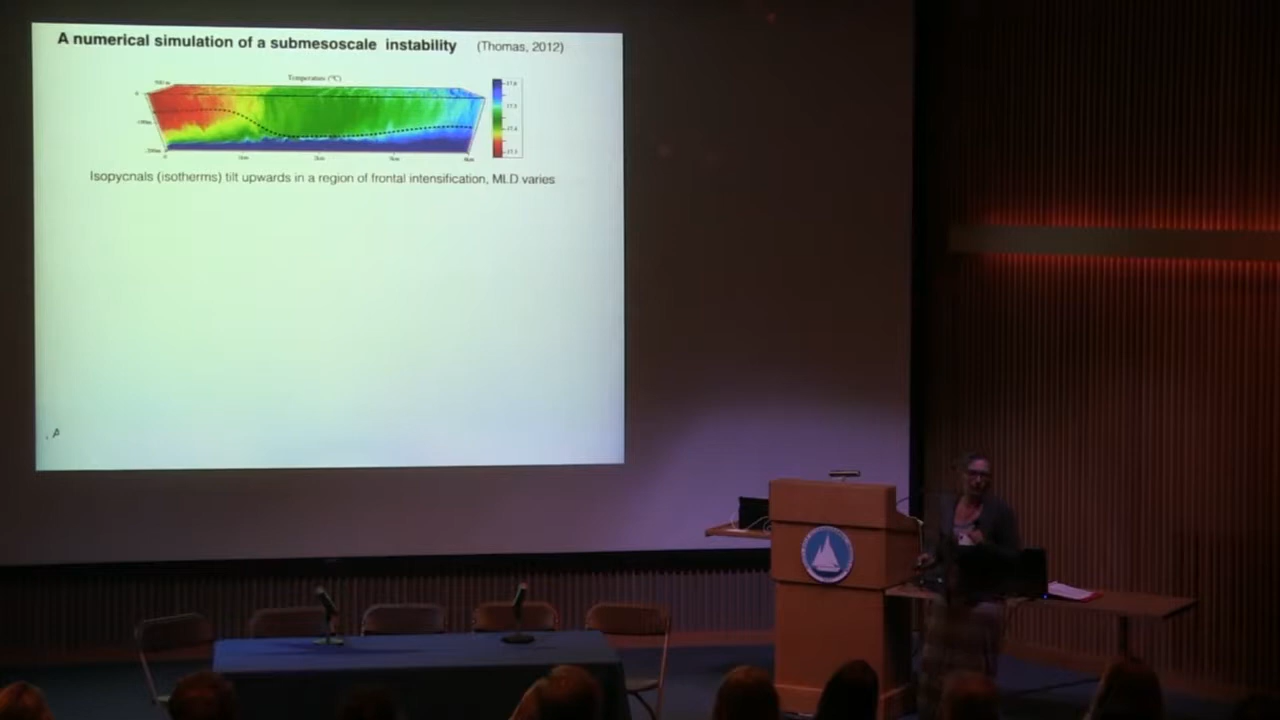 A numerical simulation of a submesoscale instability (Thomas, 2012)
Temperature (°C)
Isopycnals (isotherms) tilt upwards in a region of frontal intensification, MLD varies